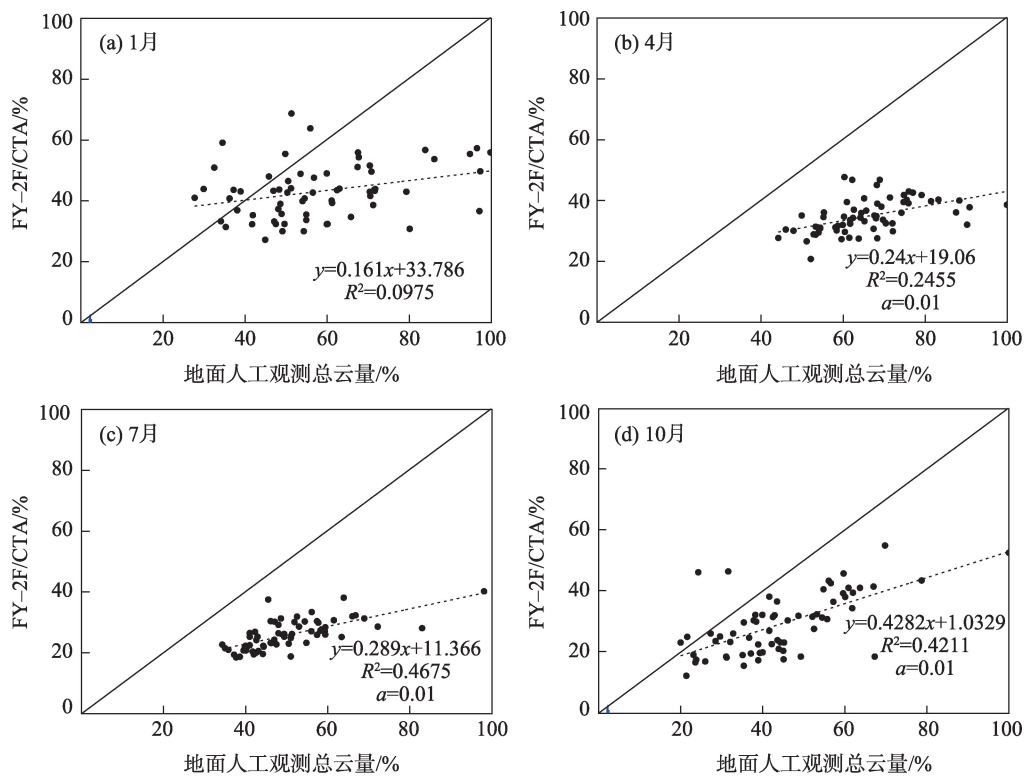 FY-2F/CTA/%
100
80
60
40
20
0
(a) 1月
y=0.161x+33.786
R²=0.0975
20 40 60 80 100
地面人工观测总云量/%
FY-2F/CTA/%
100
80
60
40
20
0
(b) 4月
y=0.24x+19.06
R²=0.2455
a=0.01
20 40 60 80 100
地面人工观测总云量/%
FY-2F/CTA/%
100
80
60
40
20
0
(c) 7月
y=0.289x+11.366
R²=0.4675
a=0.01
20 40 60 80 100
地面人工观测总云量/%
FY-2F/CTA/%
100
80
60
40
20
0
(d) 10月
y=0.4282x+1.0329
R²=0.4211
a=0.01
20 40 60 80 100
地面人工观测总云量/%